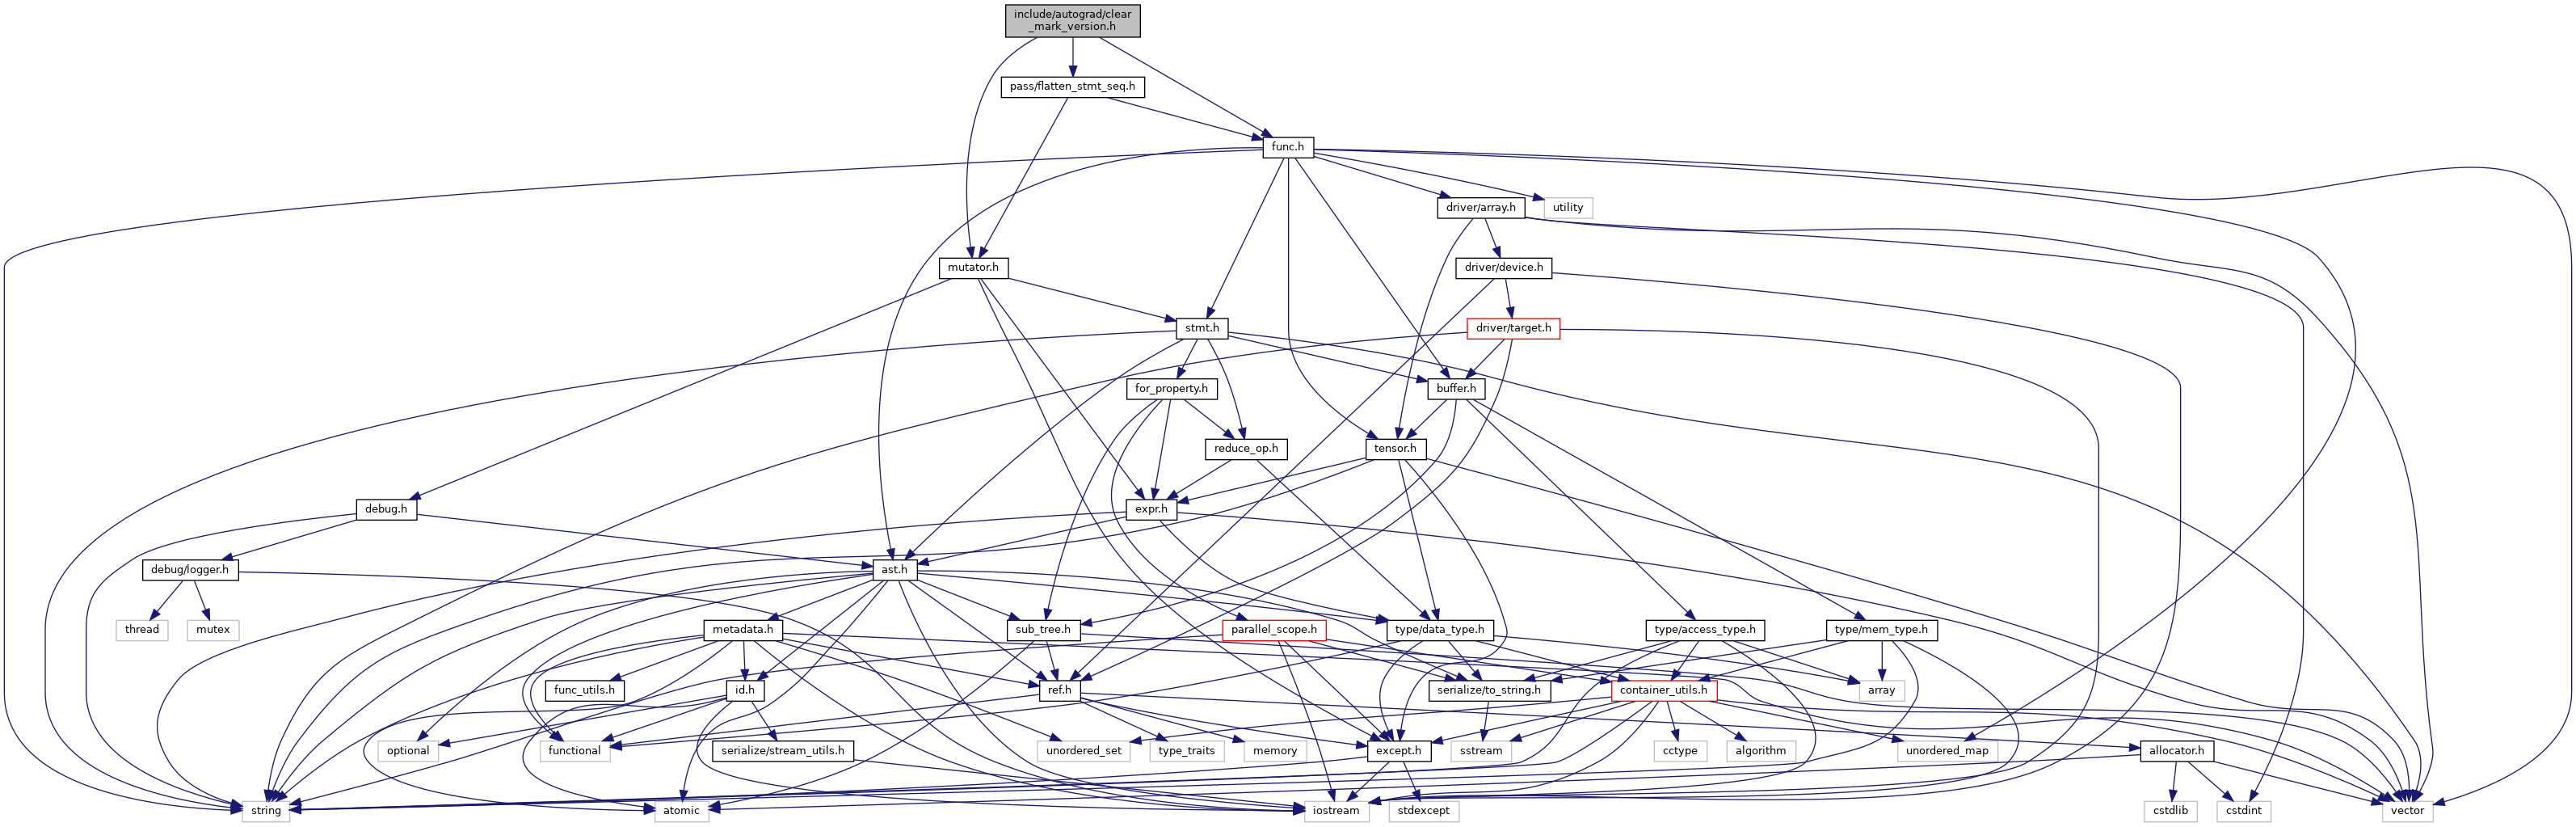 include/autograd/clear
_mark_version.h
pass/flatten_stmt_seq.h
func.h
driver/array.h
utility
mutator.h
driver/device.h
stmt.h
driver/target.h
for_property.h
buffer.h
reduce_op.h
tensor.h
debug.h
expr.h
debug/logger.h
ast.h
thread
mutex
metadata.h
sub_tree.h
parallel_scope.h
type/data_type.h
type/access_type.h
type/mem_type.h
func_utils.h
id.h
ref.h
serialize/to_string.h
container_utils.h
array
optional
functional
serialize/stream_utils.h
unordered_set
type_traits
memory
except.h
sstream
cctype
algorithm
unordered_map
allocator.h
string
atomic
iostream
stdexcept
cstdlib
cstdint
vector